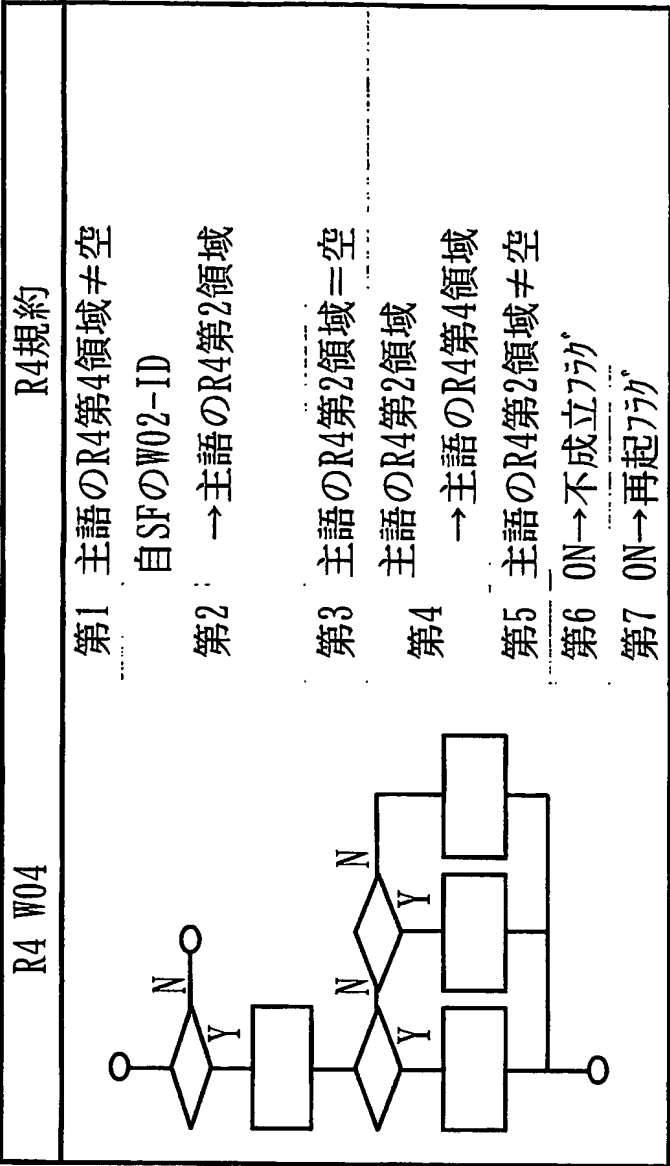 R4 W04
R4規約
N
Y
N
N
Y
Y
第1 主語のR4第4領域≠空
自SFのW02-ID
第2 →主語のR4第2領域
第3 主語のR4第2領域=空
主語のR4第2領域
第4 →主語のR4第4領域
第5 主語のR4第2領域≠空
第6 ON→不成立ﾌﾗｸﾞ
第7 ON→再起ﾌﾗｸﾞ